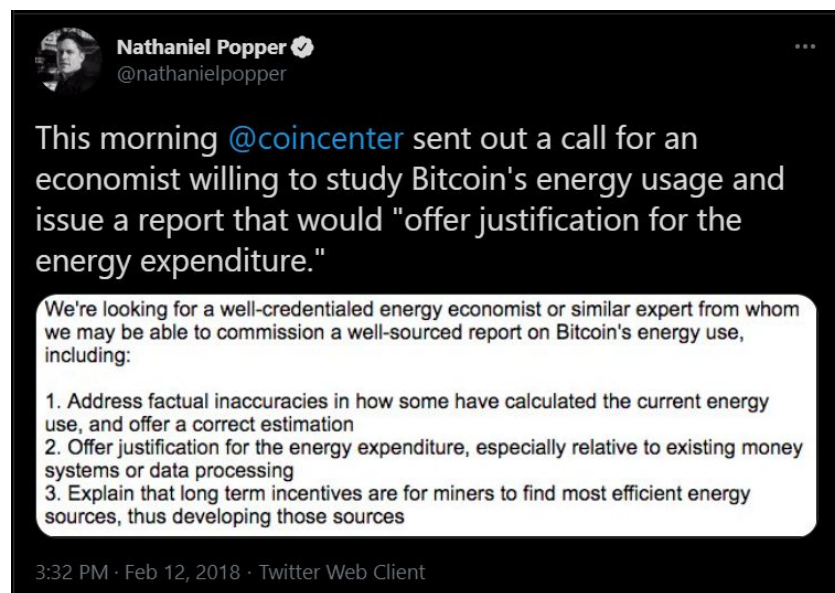 Nathaniel Popper
@nathanielpopper
This morning @coincenter sent out a call for an
economist willing to study Bitcoin's energy usage and
issue a report that would "offer justification for the
energy expenditure."
We're looking for a well-credentialed energy economist or similar expert from whom
we may be able to commission a well-sourced report on Bitcoin's energy use,
including:
1. Address factual inaccuracies in how some have calculated the current energy
use, and offer a correct estimation
2. Offer justification for the energy expenditure, especially relative to existing money
systems or data processing
3. Explain that long term incentives are for miners to find most efficient energy
sources, thus developing those sources
3:32 PM · Feb 12, 2018 · Twitter Web Client